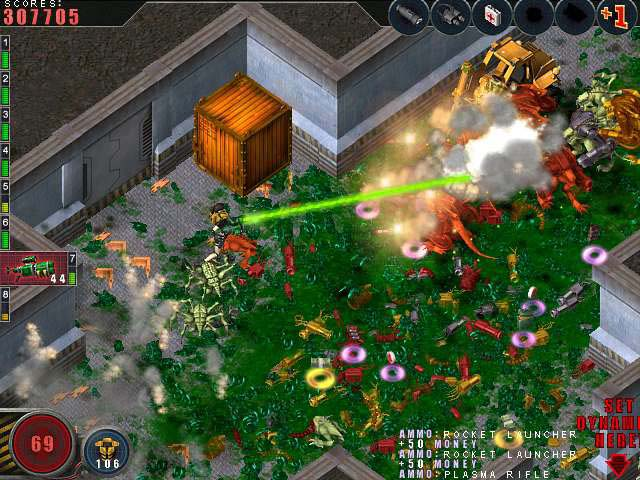 SCORES:
307705
+1
1
2
3
4
5
6
7
44
8
69
106
SET
DYNAMI
HERE
AMMO:ROCKET LAUNCHER
+50 MONEY
AMMO:ROCKET LAUNCHER
+50 MONEY
AMMO:PLASMA RIFLE